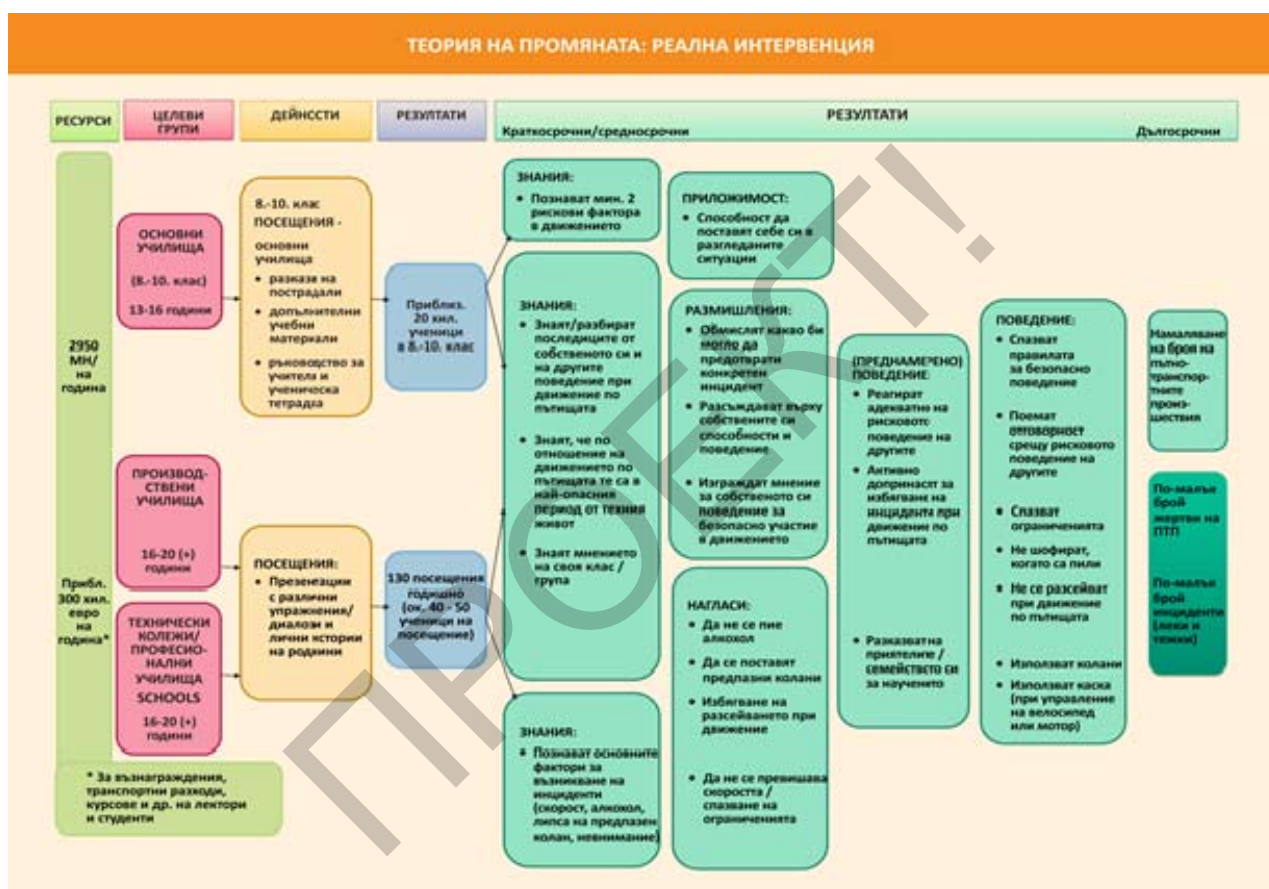 ТЕОРИЯ НА ПРОМЯНАТА: РЕАЛНА ИНТЕРВЕНЦИЯ
РЕСУРСИ
ЦЕЛЕВИ
ГРУПИ
ДЕЙНССТИ
РЕЗУЛТАТИ
РЕЗУЛТАТИ
Краткосрочни/средносрочни
Дългосрочни
2950
МН/
на
година
Прибл.
300 хил.
евро
на
година*
* За възнаграждения,
транспортни разходи,
курсове и др. на лектори
и студенти
ОСНОВНИ
УЧИЛИЩА
(8.-10. клас)
13-16 години
ПРОИЗВОД-
СТВЕНИ
УЧИЛИЩА
16-20 (+)
години
ТЕХНИЧЕСКИ
КОЛЕЖИ/
ПРОФЕСИО-
НАЛНИ
УЧИЛИЩА
SCHOOLS
16-20 (+)
години
8.-10. клас
ПОСЕЩЕНИЯ -
основни
училища
• разкази на
пострадали
• допълнителни
учебни
материали
• ръководство за
учителя и
ученическа
тетрадка
ПОСЕЩЕНИЯ:
• Презентации
с различни
упражнения/
диалози и
лични истории
на роднини
Приблиз.
20 хил.
ученици
в 8.-10. клас
130 посещения
годишно
(ок. 40 - 50
ученици на
посещение)
ЗНАНИЯ:
• Познават мин. 2
рискови фактора
в движението
ЗНАНИЯ:
• Знаят/разбират
последиците от
собственото си и
на другите
поведение при
движение по
пътищата
• Знаят, че по
отношение на
движението по
пътищата те са в
най-опасния
период от техния
живот
• Знаят мнението
на своя клас /
група
ЗНАНИЯ:
• Познават основните
фактори за
възникване на
инциденти
(скорост, алкохол,
липса на предпазен
колан, невнимание)
ПРИЛОЖИМОСТ:
• Способност да
поставят себе си в
разгледаните
ситуации
РАЗМИШЛЕНИЯ:
• Обмислят какво би
могло да
предотврати
конкретен
инцидент
• Разсъждават върху
собствените си
способности и
поведение
• Изграждат мнение
за собственото си
поведение за
безопасно участие
в движението
НАГЛАСИ:
• Да не се пие
алкохол
• Да се поставят
предпазни колани
• Избягване на
разсейването при
движение
• Да не се превишава
скоростта /
спазване на
ограниченията
(ПРЕДНАМЕРЕНО)
ПОВЕДЕНИЕ:
• Реагират
адекватно на
рисковото
поведение на
другите
• Активно
допринасят за
избягване на
инциденти при
движение по
пътищата
• Разказват на
приятелите /
семейството си
за наученото
ПОВЕДЕНИЕ:
• Спазват
правилата
за безопасно
поведение
• Поемат
отговорност
срещу рисковото
поведение на
другите
• Спазват
ограниченията
• Не шофират,
когато са пили
• Не се разсейват
при движение
по пътищата
• Използват колани
• Използват каска
(при управление
на велосипед
или мотор)
Намаляване
на броя на
пътно-
транспор-
тните
произ-
шествия
По-малък
брой
жертви на
ПТП
По-малък
брой
инциденти
(леки и
тежки)
ПРОЕКТ!